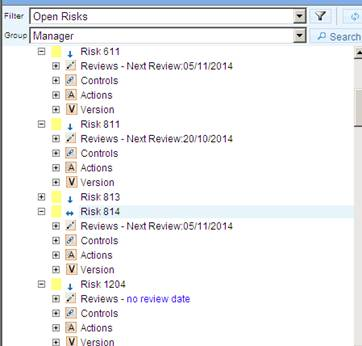 Filter Open Risks
Group Manager Search
Risk 611
Reviews - Next Review:05/11/2014
Controls
A Actions
V Version
Risk 811
Reviews - Next Review:20/10/2014
Controls
A Actions
V Version
Risk 813
Risk 814
Reviews - Next Review:05/11/2014
Controls
A Actions
V Version
Risk 1204
Reviews - no review date
Controls
A Actions
V Version